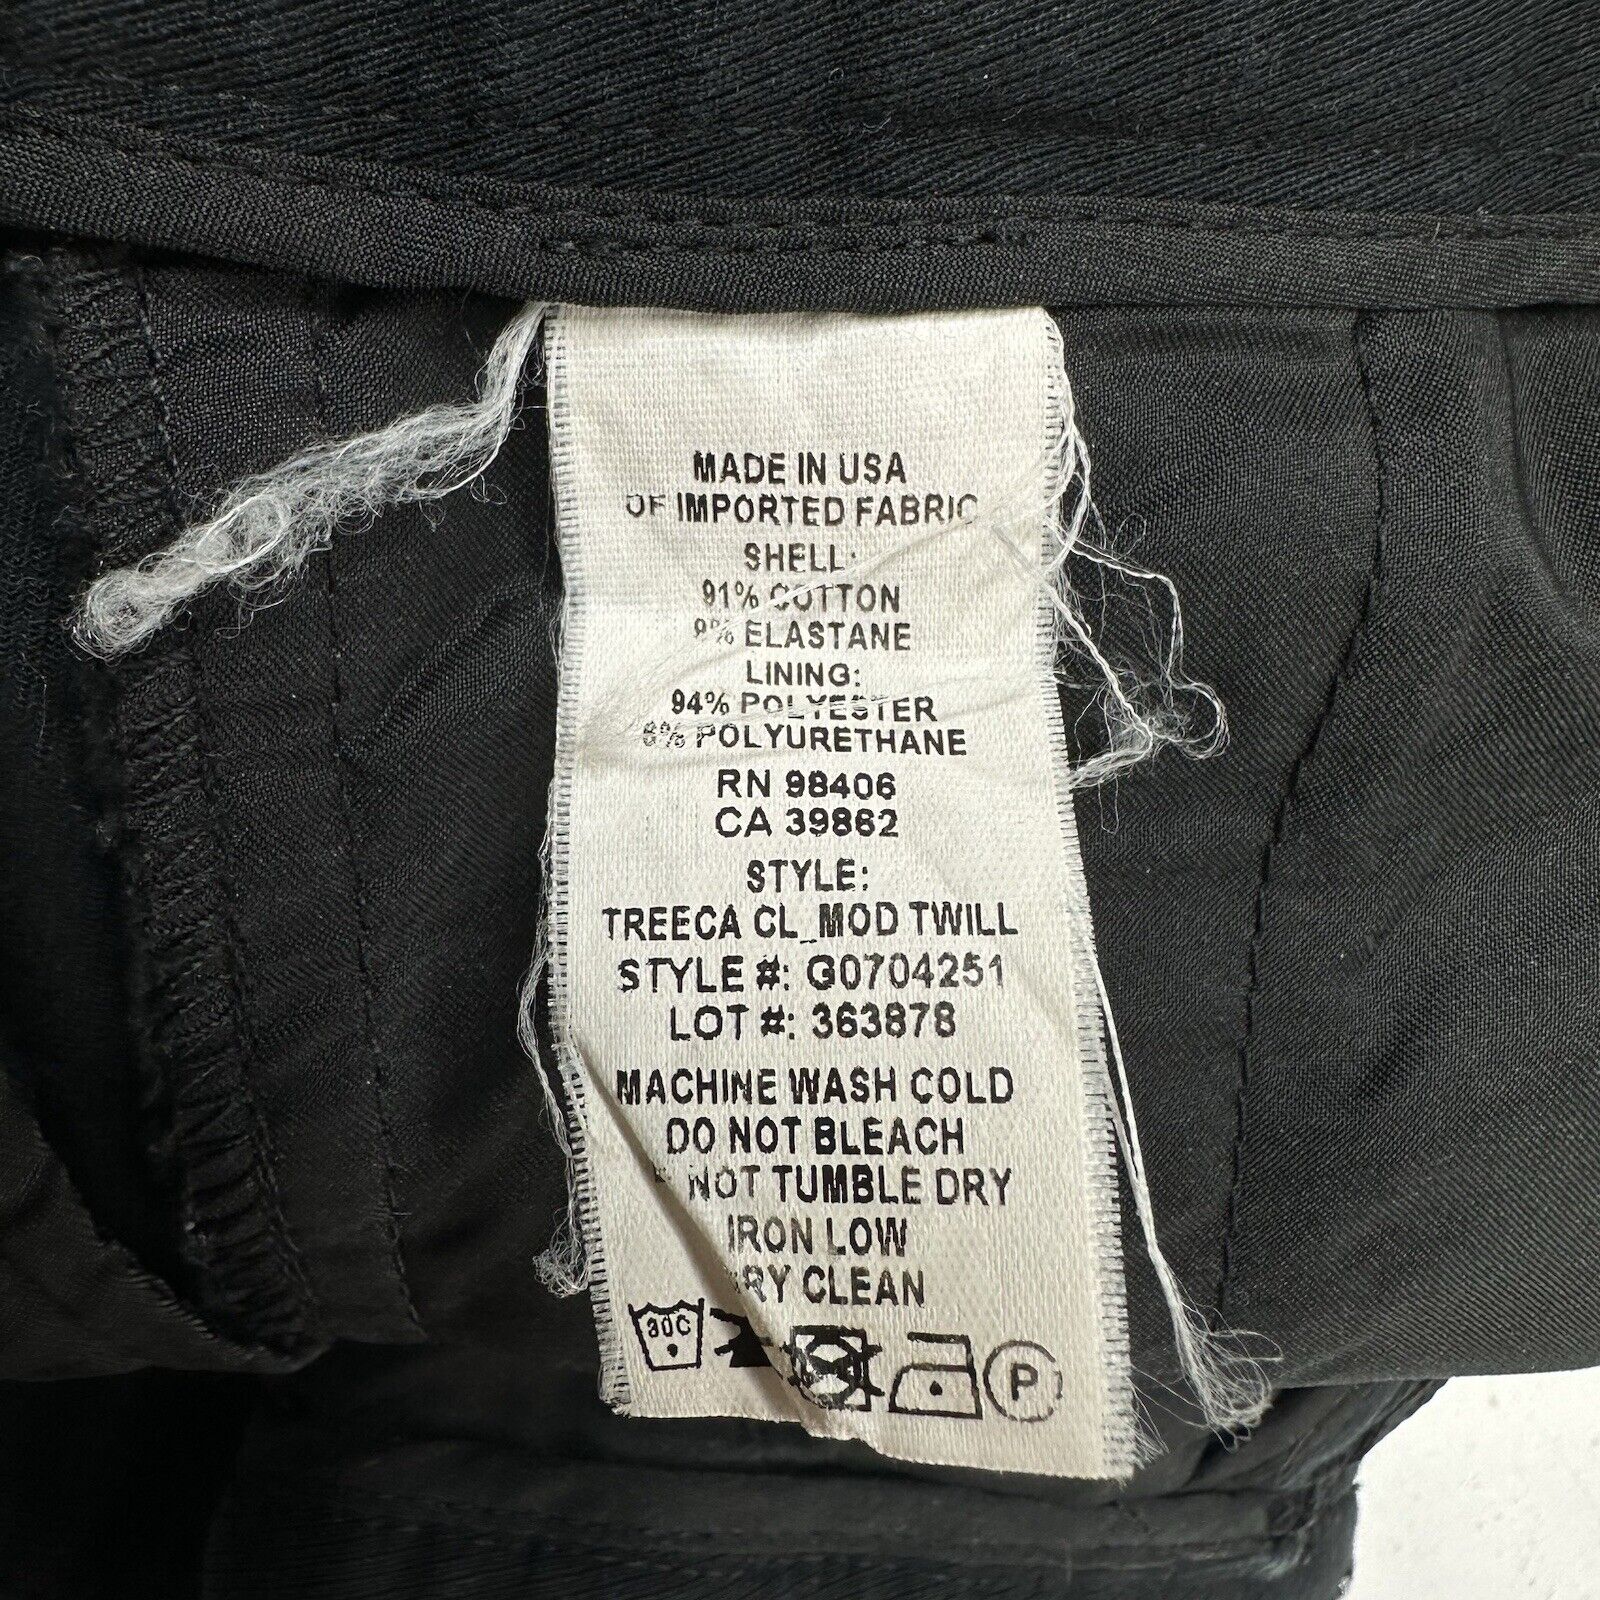 MADE IN USA
OF IMPORTED FABRIC
SHELL:
91% COTTON
9% ELASTANE
LINING:
94% POLYESTER
6% POLYURETHANE
RN 98406
CA 39862
STYLE:
TREECA CL_MOD TWILL
STYLE #: G0704251
LOT #: 363878
MACHINE WASH COLD
DO NOT BLEACH
NOT TUMBLE DRY
IRON LOW
DRY CLEAN
30C
P